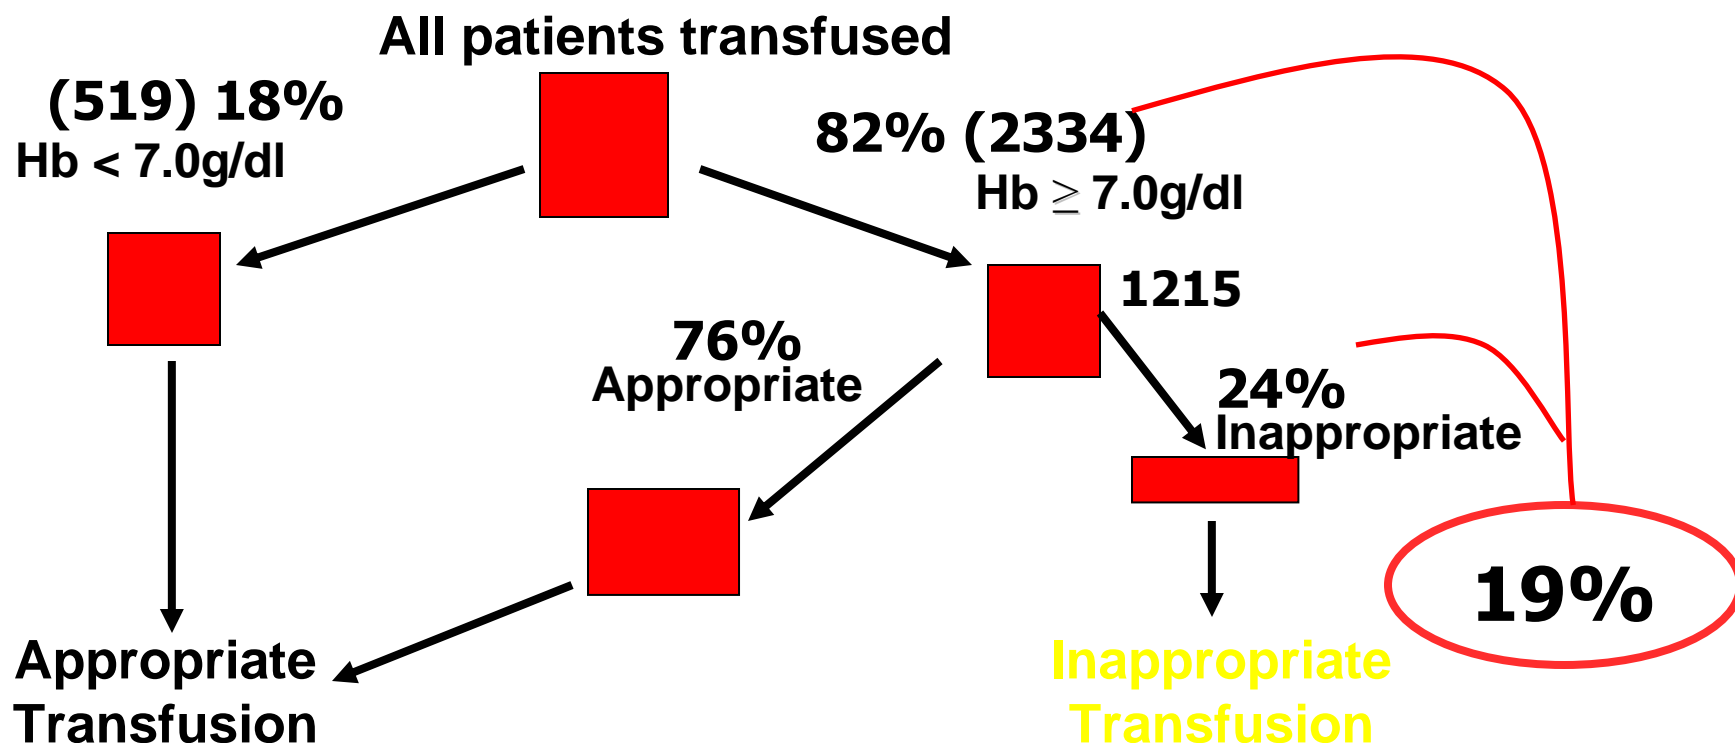 All patients transfused
(519) 18%
Hb < 7.0g/dl
82% (2334)
Hb ≥ 7.0g/dl
1215
76%
Appropriate
24%
Inappropriate
19%
Appropriate
Transfusion
Inappropriate
Transfusion